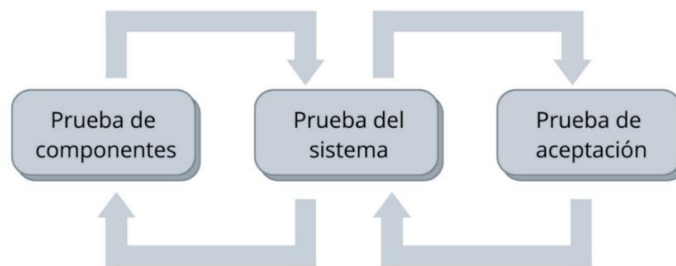 Prueba de
componentes
Prueba del
sistema
Prueba de
aceptación